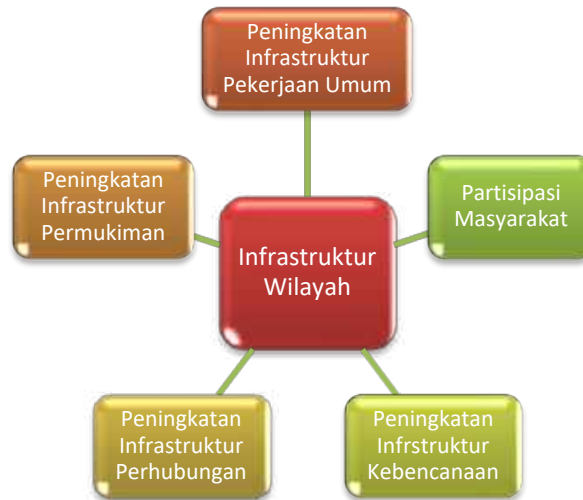 Peningkatan
Infrastruktur
Pekerjaan Umum
Peningkatan
Infrastruktur
Permukiman
Partisipasi
Masyarakat
Infrastruktur
Wilayah
Peningkatan
Infrastruktur
Perhubungan
Peningkatan
Infrstruktur
Kebencanaan